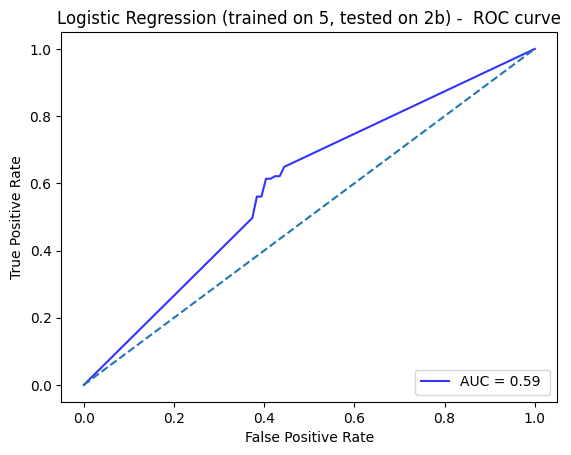 Logistic Regression (trained on 5, tested on 2b) -  ROC curve
True Positive Rate
1.0
0.8
0.6
0.4
0.2
0.0
AUC = 0.59
0.0 0.2 0.4 0.6 0.8 1.0
False Positive Rate